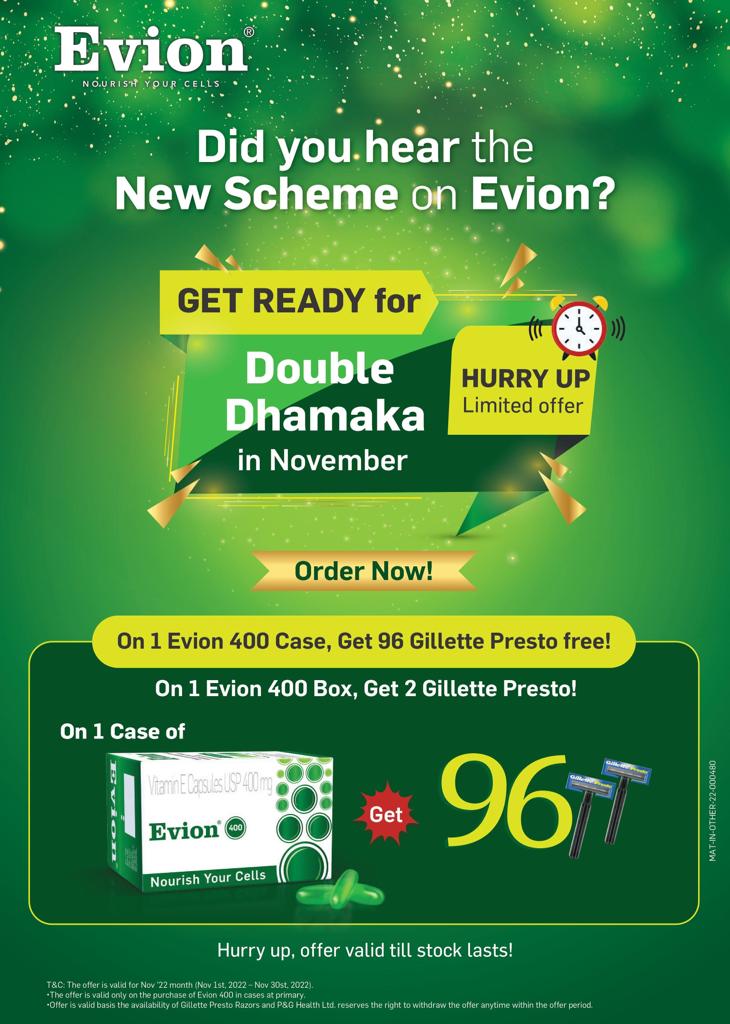 Evion®
NOURISH YOUR CELLS
Did you hear the
New Scheme on Evion?
GET READY for
Double
Dhamaka
in November
HURRY UP
Limited offer
Order Now!
On 1 Evion 400 Case, Get 96 Gillette Presto free!
On 1 Evion 400 Box, Get 2 Gillette Presto!
On 1 Case of
Evion
Vitamin E Capsules USP 400 mg
Evion® 400
Nourish Your Cells
Get
96
Gillette Presto
Gillette Presto
MAT-IN-OTHER-22-000480
Hurry up, offer valid till stock lasts!
T&C: The offer is valid for Nov '22 month (Nov 1st, 2022 – Nov 30st, 2022).
•The offer is valid only on the purchase of Evion 400 in cases at primary.
•Offer is valid basis the availability of Gillette Presto Razors and P&G Health Ltd. reserves the right to withdraw the offer anytime within the offer period.